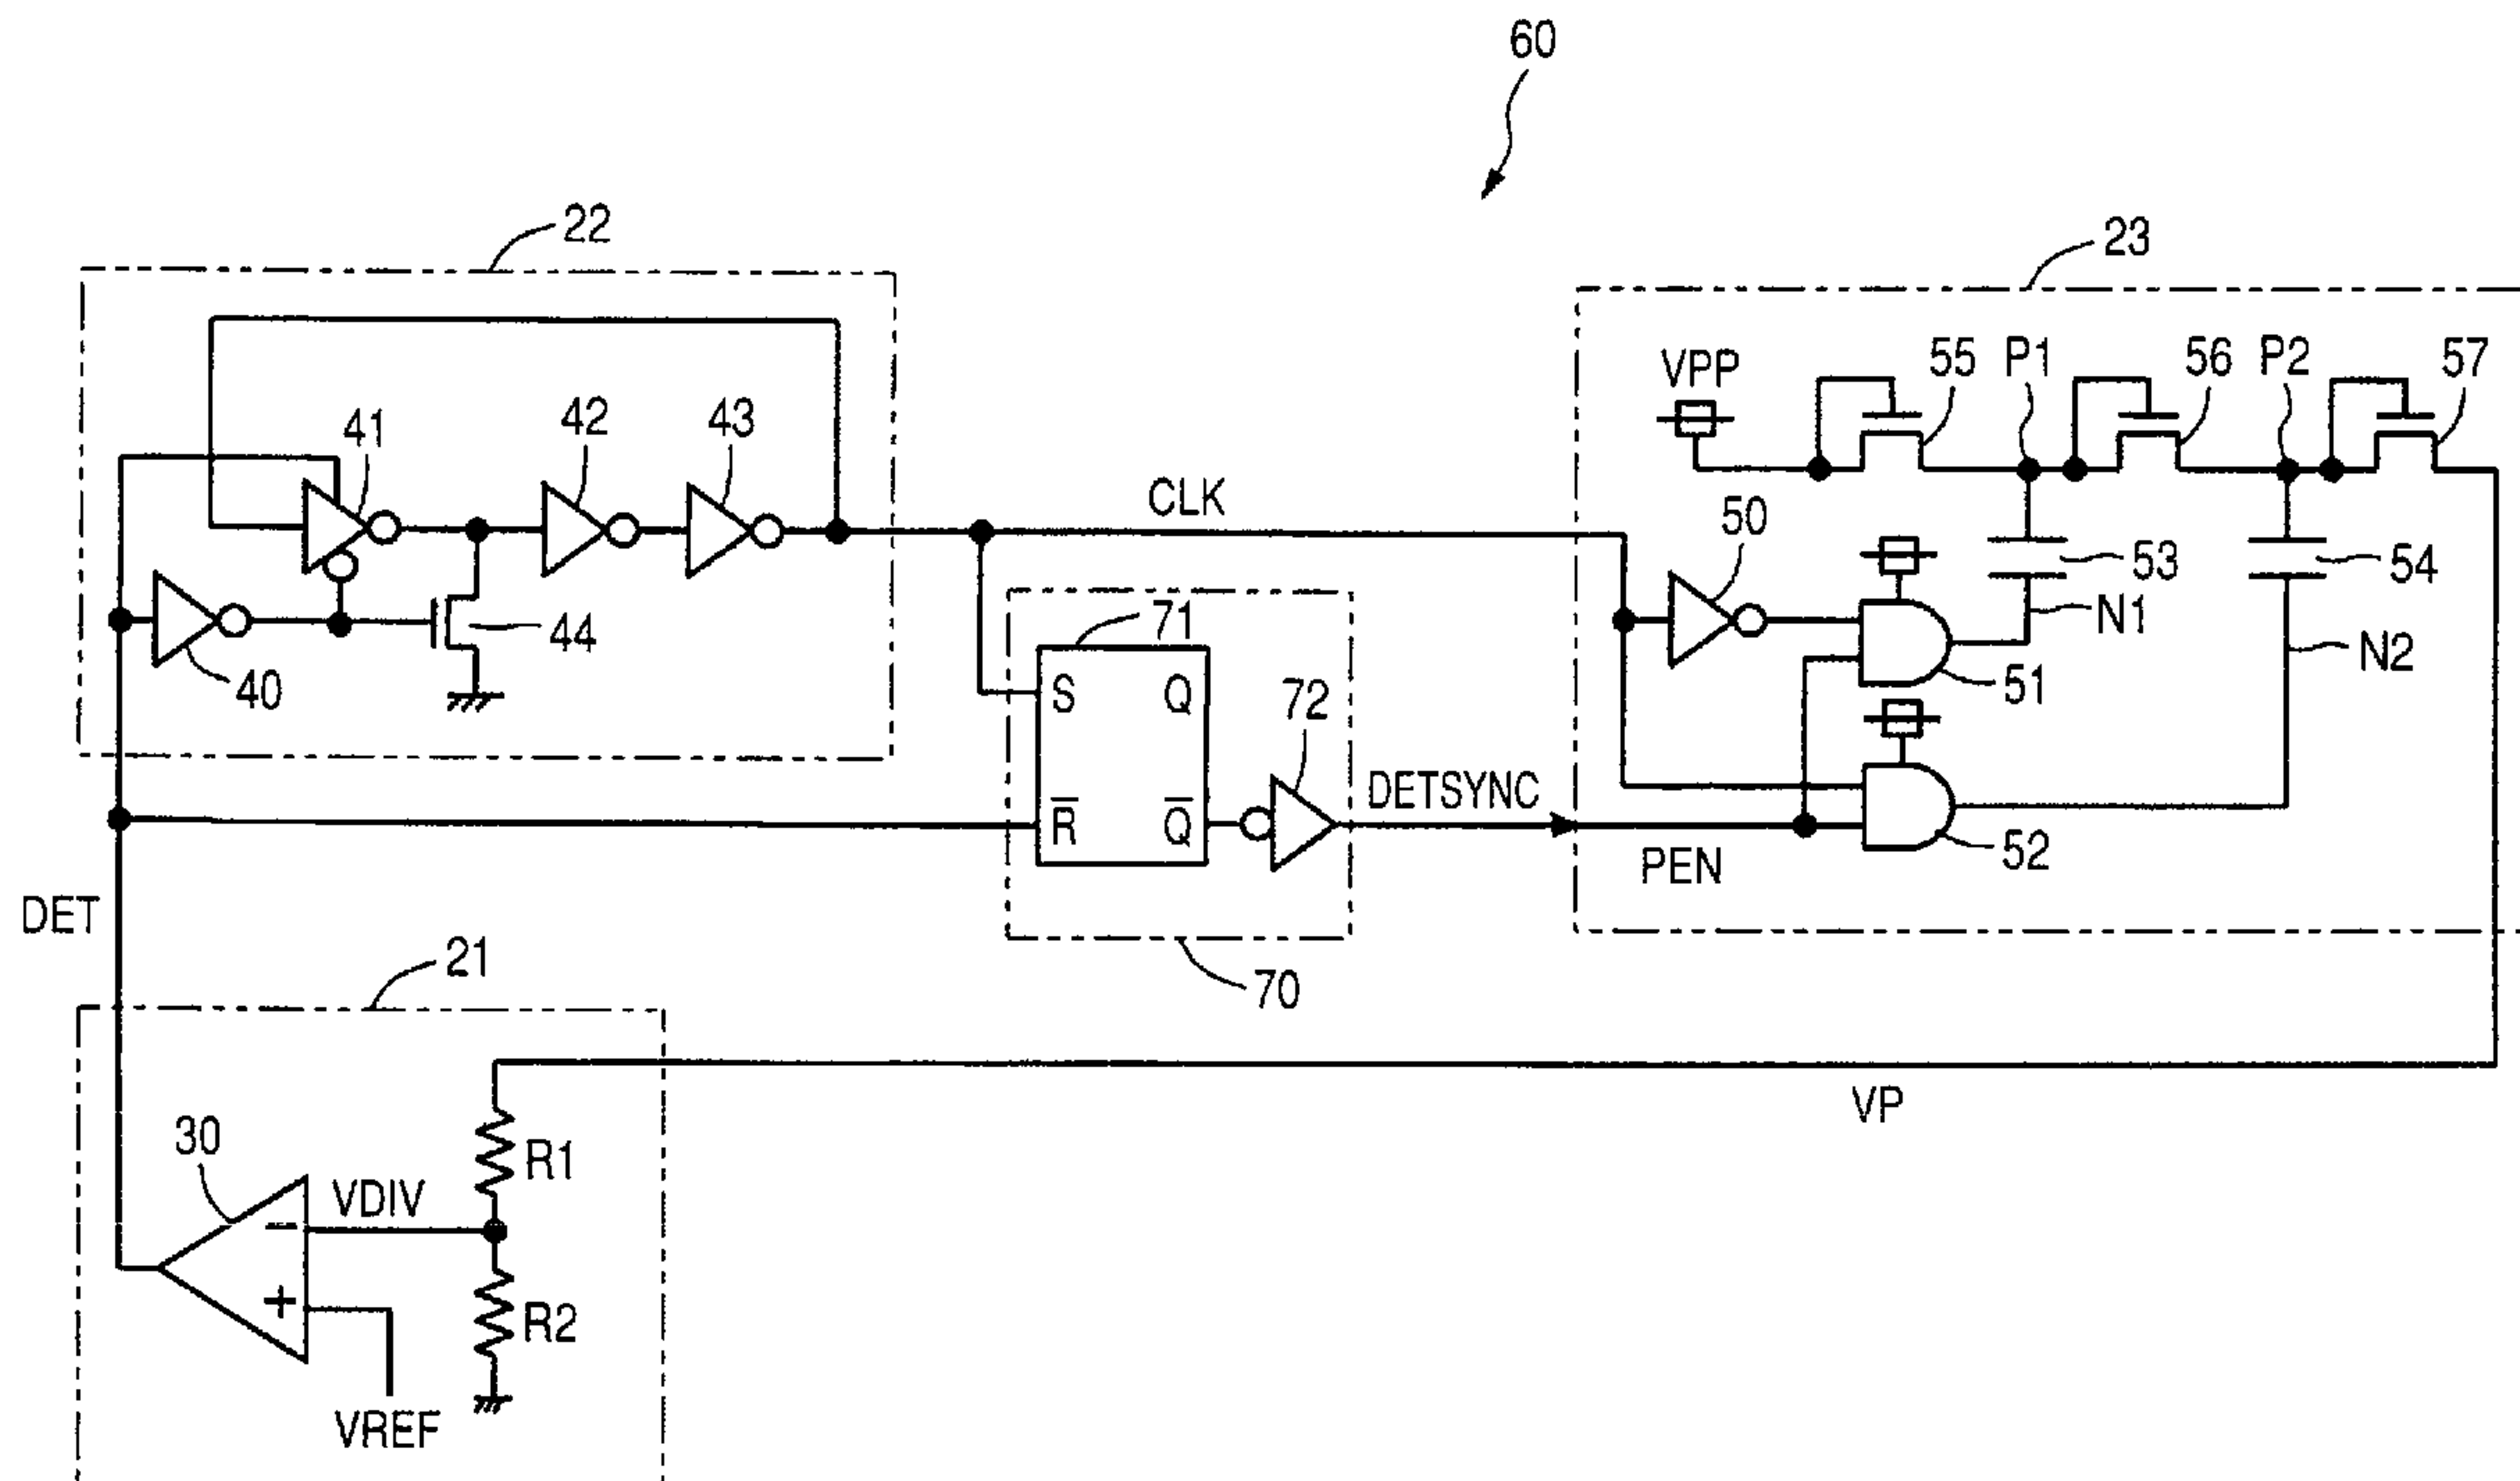 60
22
23
41
42
43
VPP
55
P1
56
P2
57
CLK
50
53
54
40
44
71
S
Q
R̅
Q̅
72
N1
N2
51
DETSYNC
PEN
52
DET
70
21
VP
30
VDIV
−
+
R1
R2
VREF